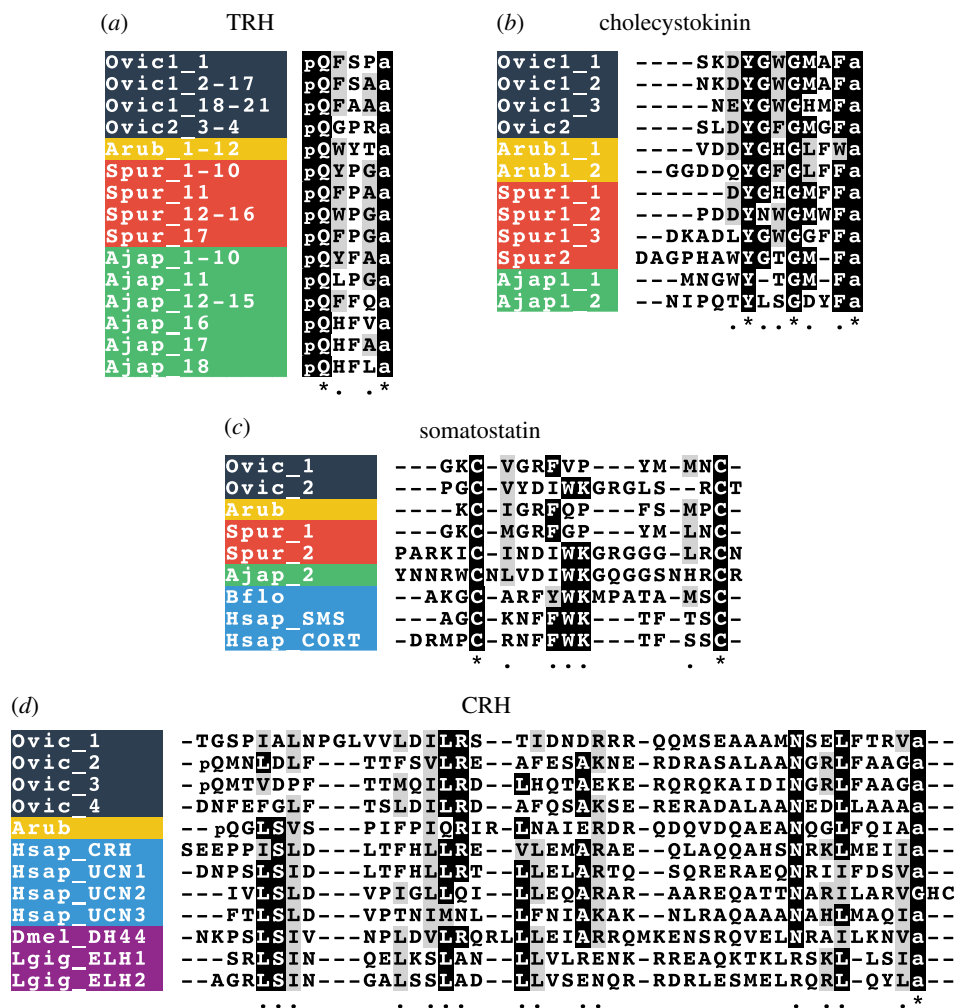 (a) TRH
Ovic1_1 pQFSPa
Ovic1_2-17 pQFSAa
Ovic1_18-21 pQFAAa
Ovic2_3-4 pQGPRa
Arub_1-12 pQWYTa
Spur_1-10 pQYPGa
Spur_11 pQFPAa
Spur_12-16 pQWPGa
Spur_17 pQFPGa
Ajap_1-10 pQYFAa
Ajap_11 pQLPGa
Ajap_12-15 pQFFQa
Ajap_16 pQHFVa
Ajap_17 pQHFAa
Ajap_18 pQHFLa
*. .*
(b) cholecystokinin
Ovic1_1 ----SKDYGWGMAFa
Ovic1_2 ----NKDYGWGMAFa
Ovic1_3 -----NEYGWGHMFa
Ovic2 ----SLDYGFGMGFa
Arub1_1 ----VDDYGHGLFWa
Arub1_2 --GGDDQYGFGLFFa
Spur1_1 ------DYGHGMFFa
Spur1_2 ----PDDYNWGMWFa
Spur1_3 --DKADLYGWGGFFa
Spur2 DAGPHAWYGTGM-Fa
Ajap1_1 ---MNGWY-TGM-Fa
Ajap1_2 --NIPQTYLSGDYFa
.*..*. .*
(c) somatostatin
Ovic_1 ---GKC-VGRFVP---YM-MNC-
Ovic_2 ---PGC-VYDIWKGRGLS--RCT
Arub ----KC-IGRFQP---FS-MPC-
Spur_1 ---GKC-MGRFGP---YM-LNC-
Spur_2 PARKIC-INDIWKGRGGG-LRCN
Ajap_2 YNNRWCNLVDIWKGQGGSNHRCR
Bflo --AKGC-ARFYWKMPATA-MSC-
Hsap_SMS ---AGC-KNFFWK---TF-TSC-
Hsap_CORT -DRMPC-RNFFWK---TF-SSC-
* . ... . *
(d) CRH
Ovic_1 -TGSPIALNPGLVVLDILRS--TIDNDRRR-QQMSEAAAMNSELFTRVa--
Ovic_2 -pQMNLDLF---TTFSVLRE--AFESAKNE-RDRASALAANGRLFAAGa--
Ovic_3 -pQMTVDPF---TTMQILRD--LHQTAEKE-RQRQKAIDINGRLFAAGa--
Ovic_4 -DNFEFGLF---TSLDILRD--AFQSAKSE-RERADALAANEDLLAAAa--
Arub --pQGLSVS---PIFPIQRIR-LNAIERDR-QDQVDQAEANQGLFQIAa--
Hsap_CRH SEEPPISLD---LTFHLLRE--VLEMARAE-QLAQQAHSNRKLMEIIa--
Hsap_UCN1 -DNPSLSID---LTFHLLRT--LLELARTQ--SQRERAEQNRIIFDSVa--
Hsap_UCN2 ---IVLSLD---VPIGLLQI--LLEQARAR--AAREQATTNARILARVGHC
Hsap_UCN3 ---FTLSLD---VPTNIMNL--LFNIAKAK--NLRAQAAANAHLMAQIa--
Dmel_DH44 -NKPSLSIV---NPLDVLRQRLLLEIARRQMKENSRQVELNRAILKNVa--
Lgig_ELH1 ---SRLSIN---QELKSLAN--LLVLRENKKEAQKTKLRSKL-LSIa--
Lgig_ELH2 --AGRLSIN---GALSSLAD--LLVSENQR-RDRLESMELRQRL-QYLa--
... . ... .. .. . . *